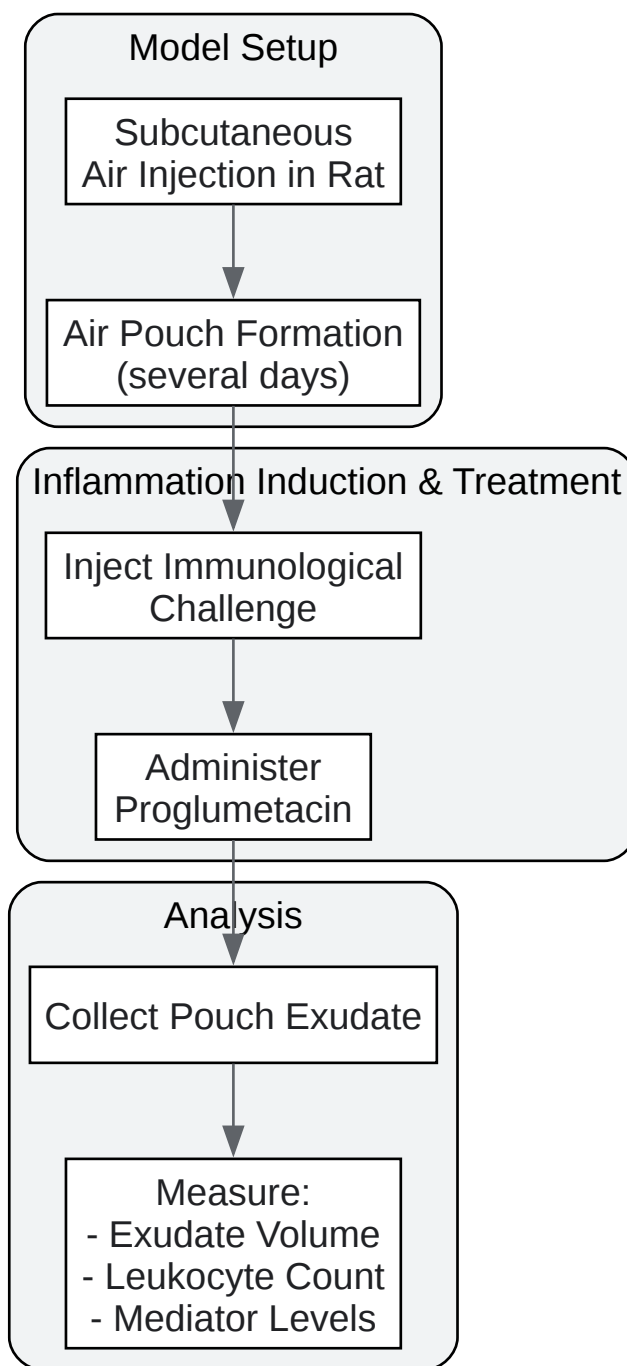 Model Setup
Subcutaneous
Air Injection in Rat
Air Pouch Formation
(several days)
Inflammation Induction & Treatment
Inject Immunological
Challenge
Administer
Proglumetacin
Analysis
Collect Pouch Exudate
Measure:
- Exudate Volume
- Leukocyte Count
- Mediator Levels